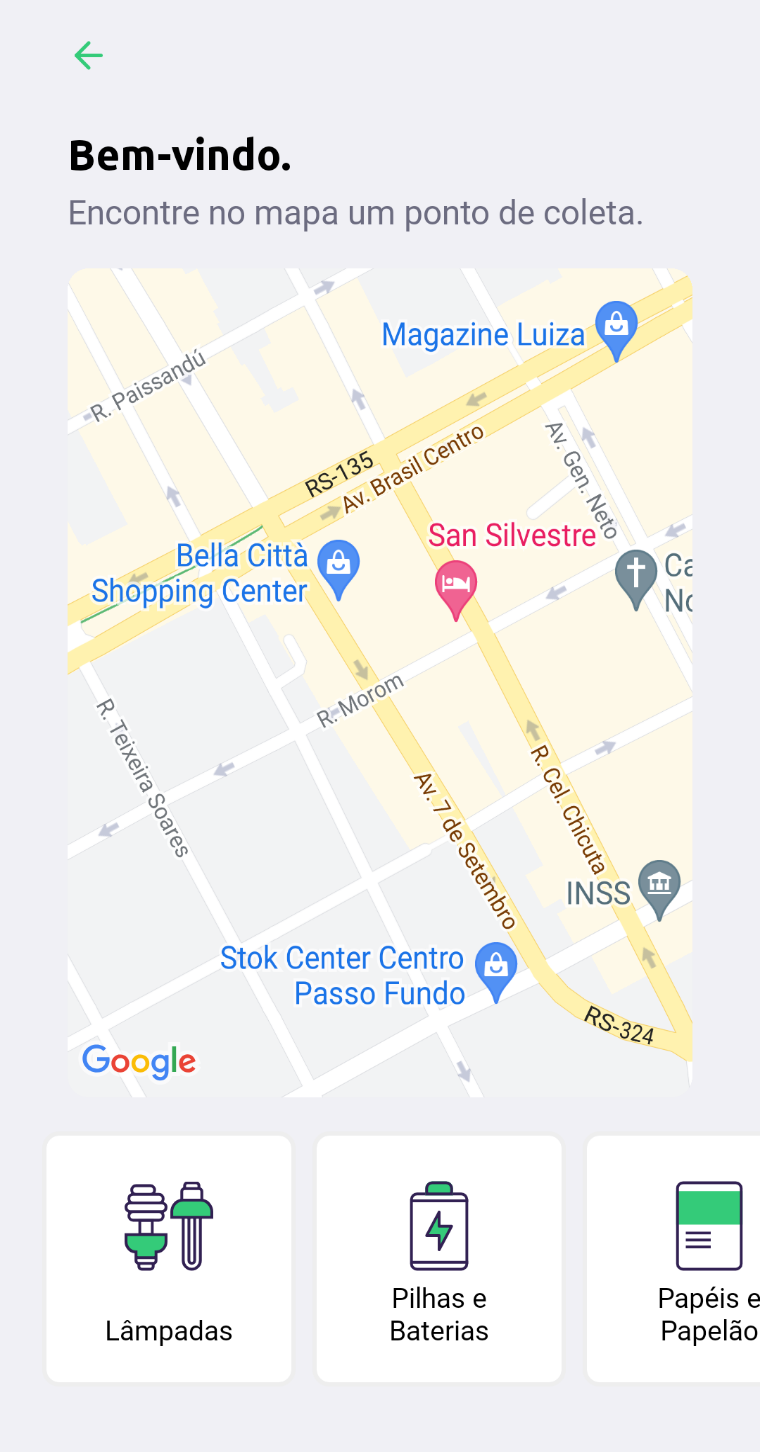 Bem-vindo.
Encontre no mapa um ponto de coleta.
Magazine Luiza
R. Paissandú
RS-135
Av. Brasil Centro
Av. Gen. Neto
San Silvestre
Bella Città
Shopping Center
Ca
No
R. Morom
R. Teixeira Soares
Av. 7 de Setembro
R. Cel. Chicuta
INSS
Stok Center Centro
Passo Fundo
RS-324
Google
Lâmpadas
Pilhas e
Baterias
Papéis e
Papelão